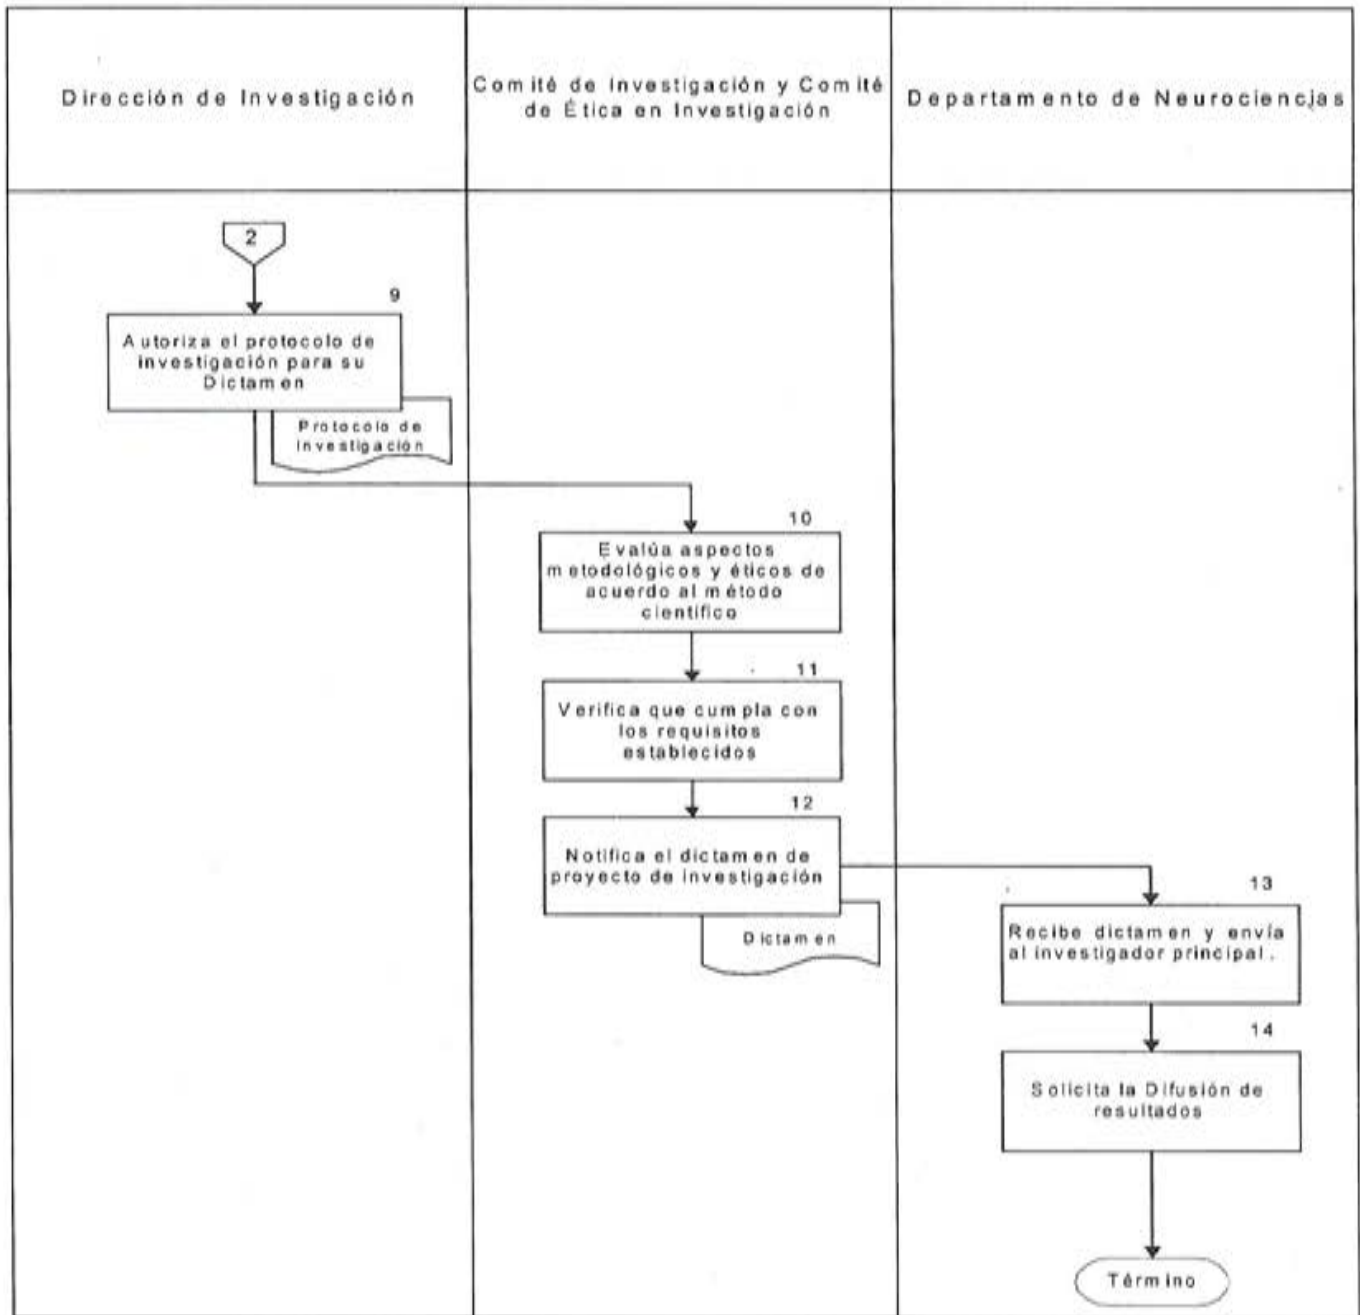 Dirección de Investigación
Comité de Investigación y Comité
de Ética en Investigación
Departamento de Neurociencias
2
9
Autoriza el protocolo de
investigación para su
Dictamen
Protocolo de
Investigación
10
Evalúa aspectos
metodológicos y éticos de
acuerdo al método
científico
11
Verifica que cumpla con
los requisitos
establecidos
12
Notifica el dictamen de
proyecto de investigación
Dictamen
13
Recibe dictamen y envía
al investigador principal.
14
Solicita la Difusión de
resultados
Término